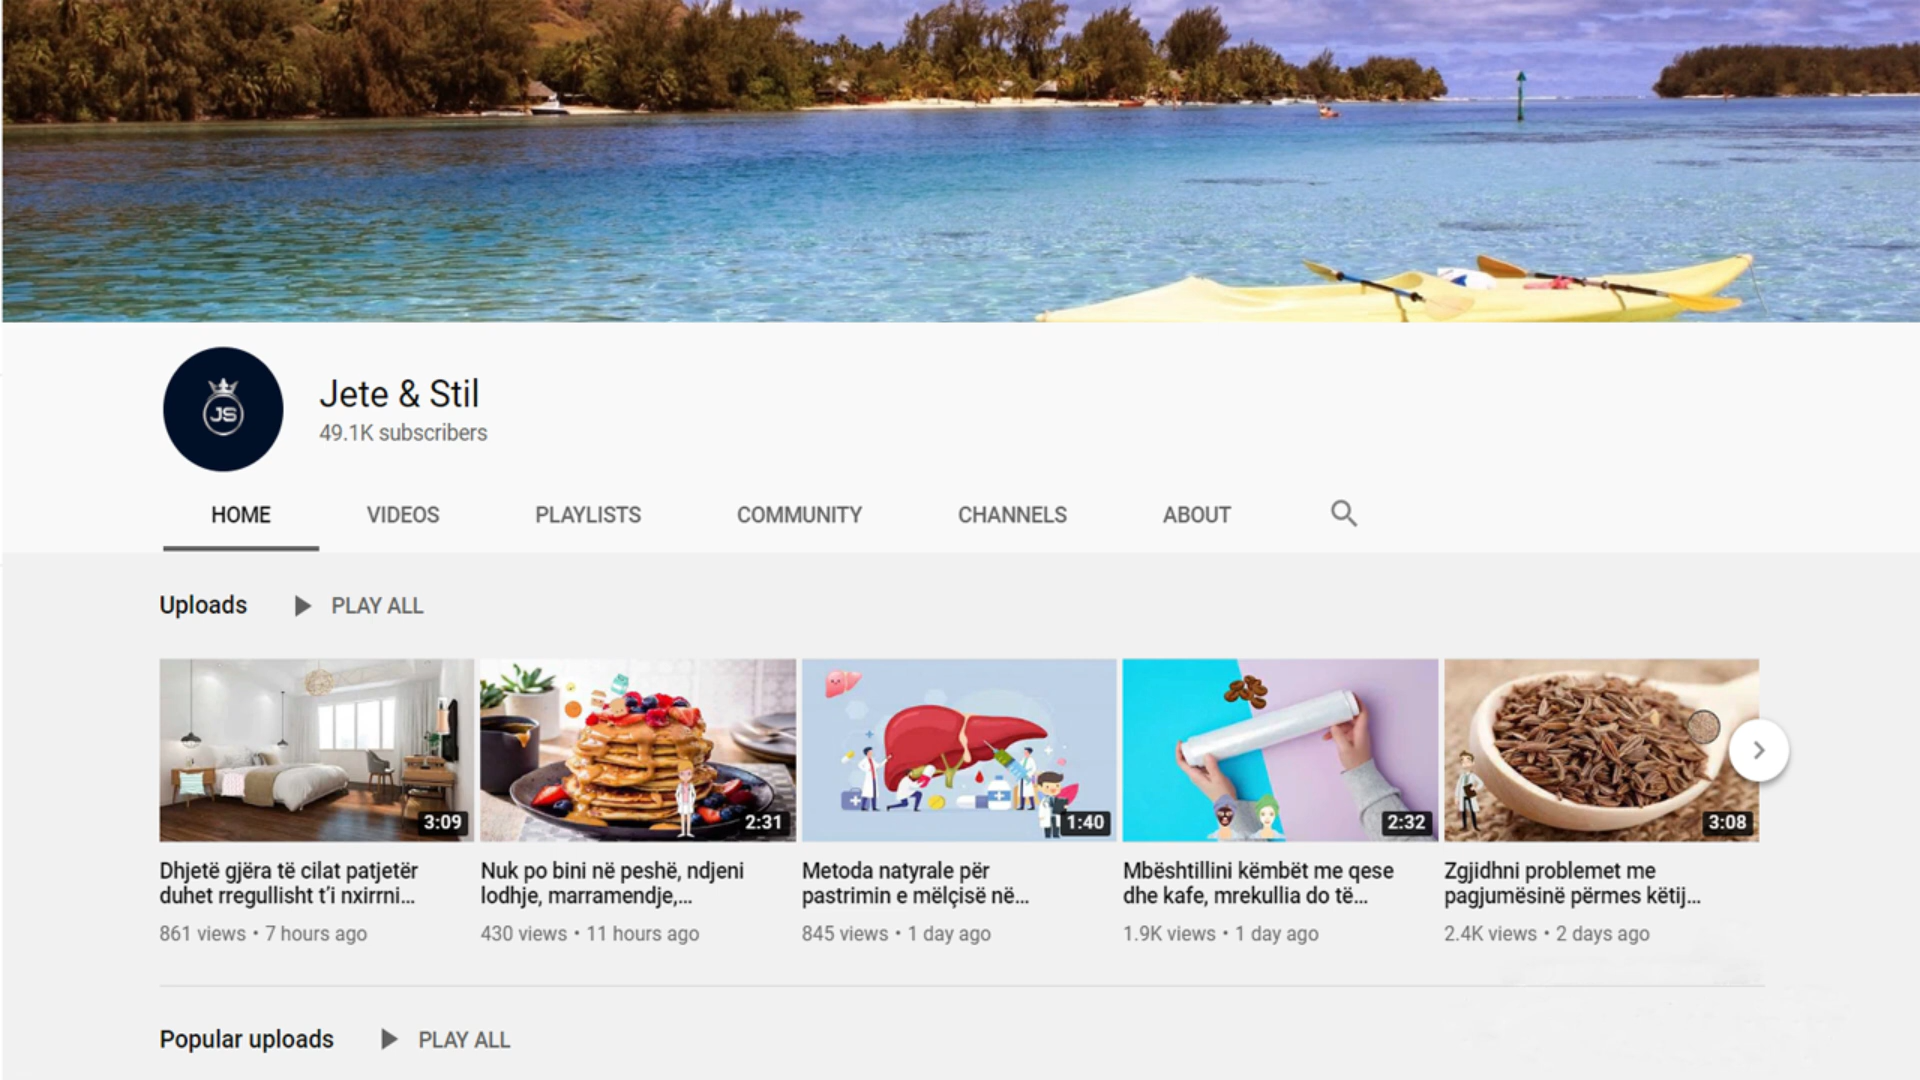 JS
Jete & Stil
49.1K subscribers
HOME VIDEOS PLAYLISTS COMMUNITY CHANNELS ABOUT
Uploads PLAY ALL
3:09 2:31 1:40 2:32 3:08
Dhjetë gjëra të cilat patjetër
duhet rregullisht t'i nxirrni...
861 views • 7 hours ago
Nuk po bini në peshë, ndjeni
lodhje, marramendje,...
430 views • 11 hours ago
Metoda natyrale për
pastrimin e mëlçisë në...
845 views • 1 day ago
Mbështillini këmbët me qese
dhe kafe, mrekullia do të...
1.9K views • 1 day ago
Zgjidhni problemet me
pagjumësinë përmes këtij...
2.4K views • 2 days ago
Popular uploads PLAY ALL